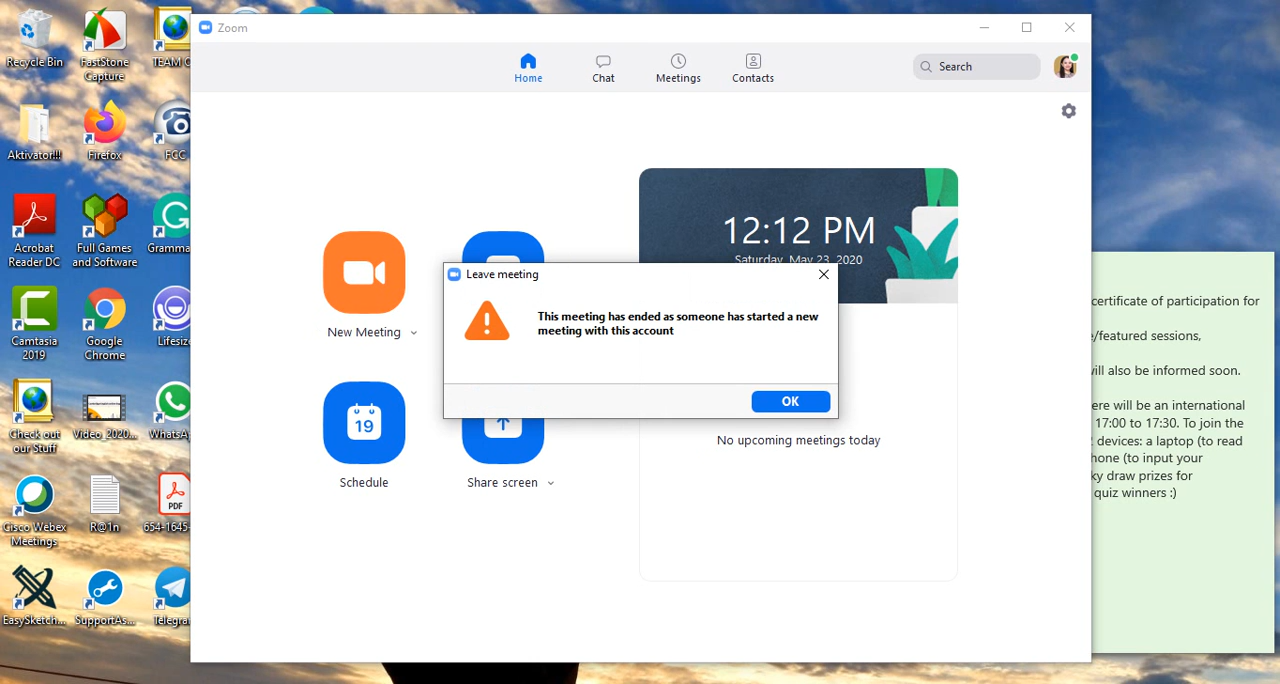 Recycle Bin
FastStone
Capture
TEAM
Aktivator!!!
Firefox
FCC
Acrobat
Reader DC
Full Games
and Software
Gramma
Camtasia
2019
Google
Chrome
Lifesize
Check out
our Stuff
Video_2020...
WhatsA
Cisco Webex
Meetings
R@1n
PDF
654-1645-
EasySketch...
SupportAs...
Telegra
Zoom
Home
Chat
Meetings
Contacts
Search
12:12 PM
Saturday, May 23, 2020
New Meeting
19
Schedule
Share screen
No upcoming meetings today
Leave meeting
This meeting has ended as someone has started a new
meeting with this account
OK
certificate of participation for
e/featured sessions,
will also be informed soon.
ere will be an international
17:00 to 17:30. To join the
devices: a laptop (to read
hone (to input your
ky draw prizes for
quiz winners :)